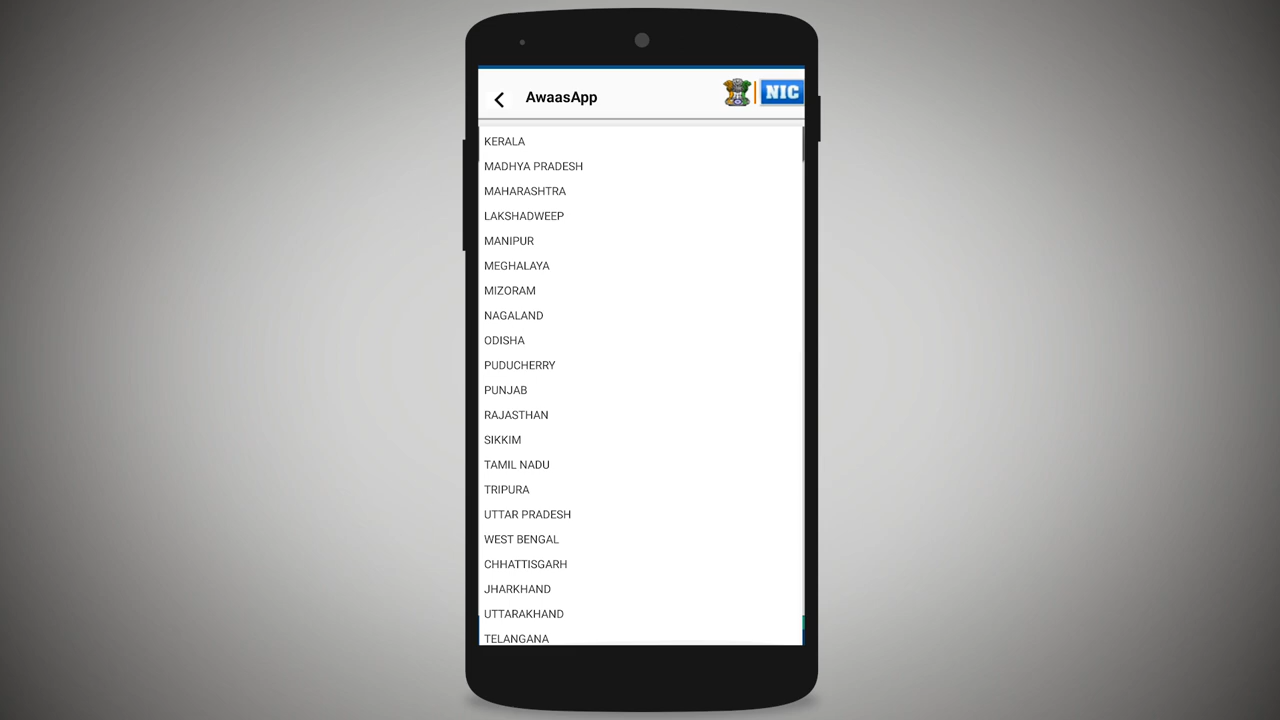 AwaasApp
NIC
KERALA
MADHYA PRADESH
MAHARASHTRA
LAKSHADWEEP
MANIPUR
MEGHALAYA
MIZORAM
NAGALAND
ODISHA
PUDUCHERRY
PUNJAB
RAJASTHAN
SIKKIM
TAMIL NADU
TRIPURA
UTTAR PRADESH
WEST BENGAL
CHHATTISGARH
JHARKHAND
UTTARAKHAND
TELANGANA